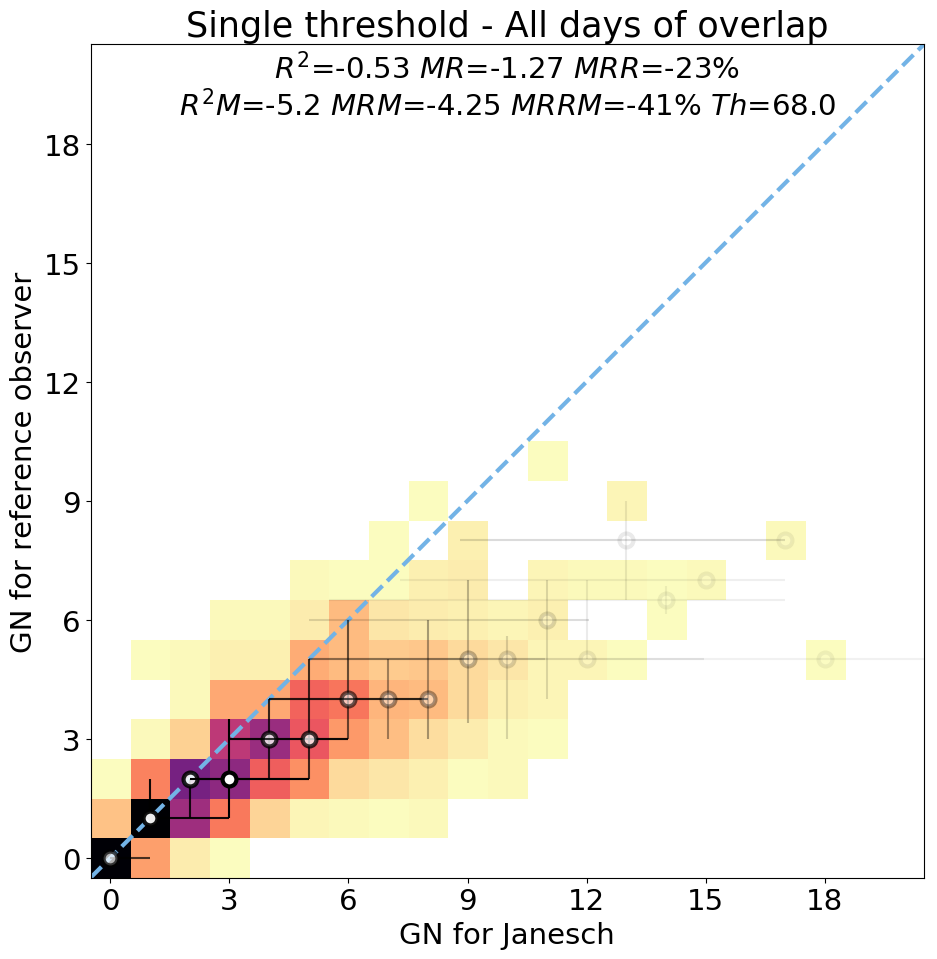 Single threshold - All days of overlap
R²=-0.53 MR=-1.27 MRR=-23%
R²M=-5.2 MRM=-4.25 MRRM=-41% Th=68.0
GN for reference observer
18
15
12
9
6
3
0
0 3 6 9 12 15 18
GN for Janesch